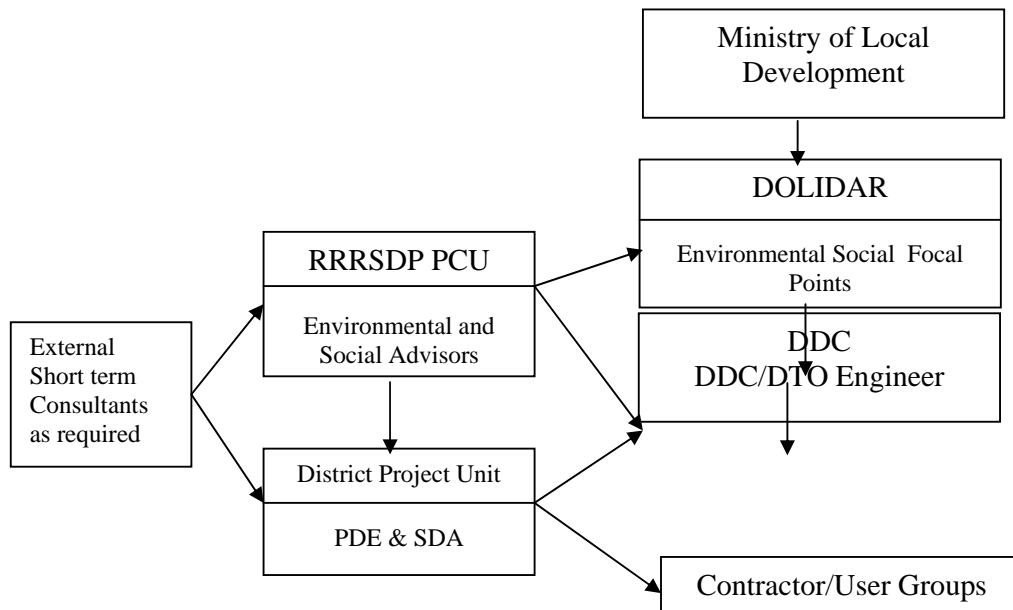 Ministry of Local
Development
DOLIDAR
Environmental Social Focal
Points
RRRSDP PCU
Environmental and
Social Advisors
External
Short term
Consultants
as required
DDC
DDC/DTO Engineer
District Project Unit
PDE & SDA
Contractor/User Groups